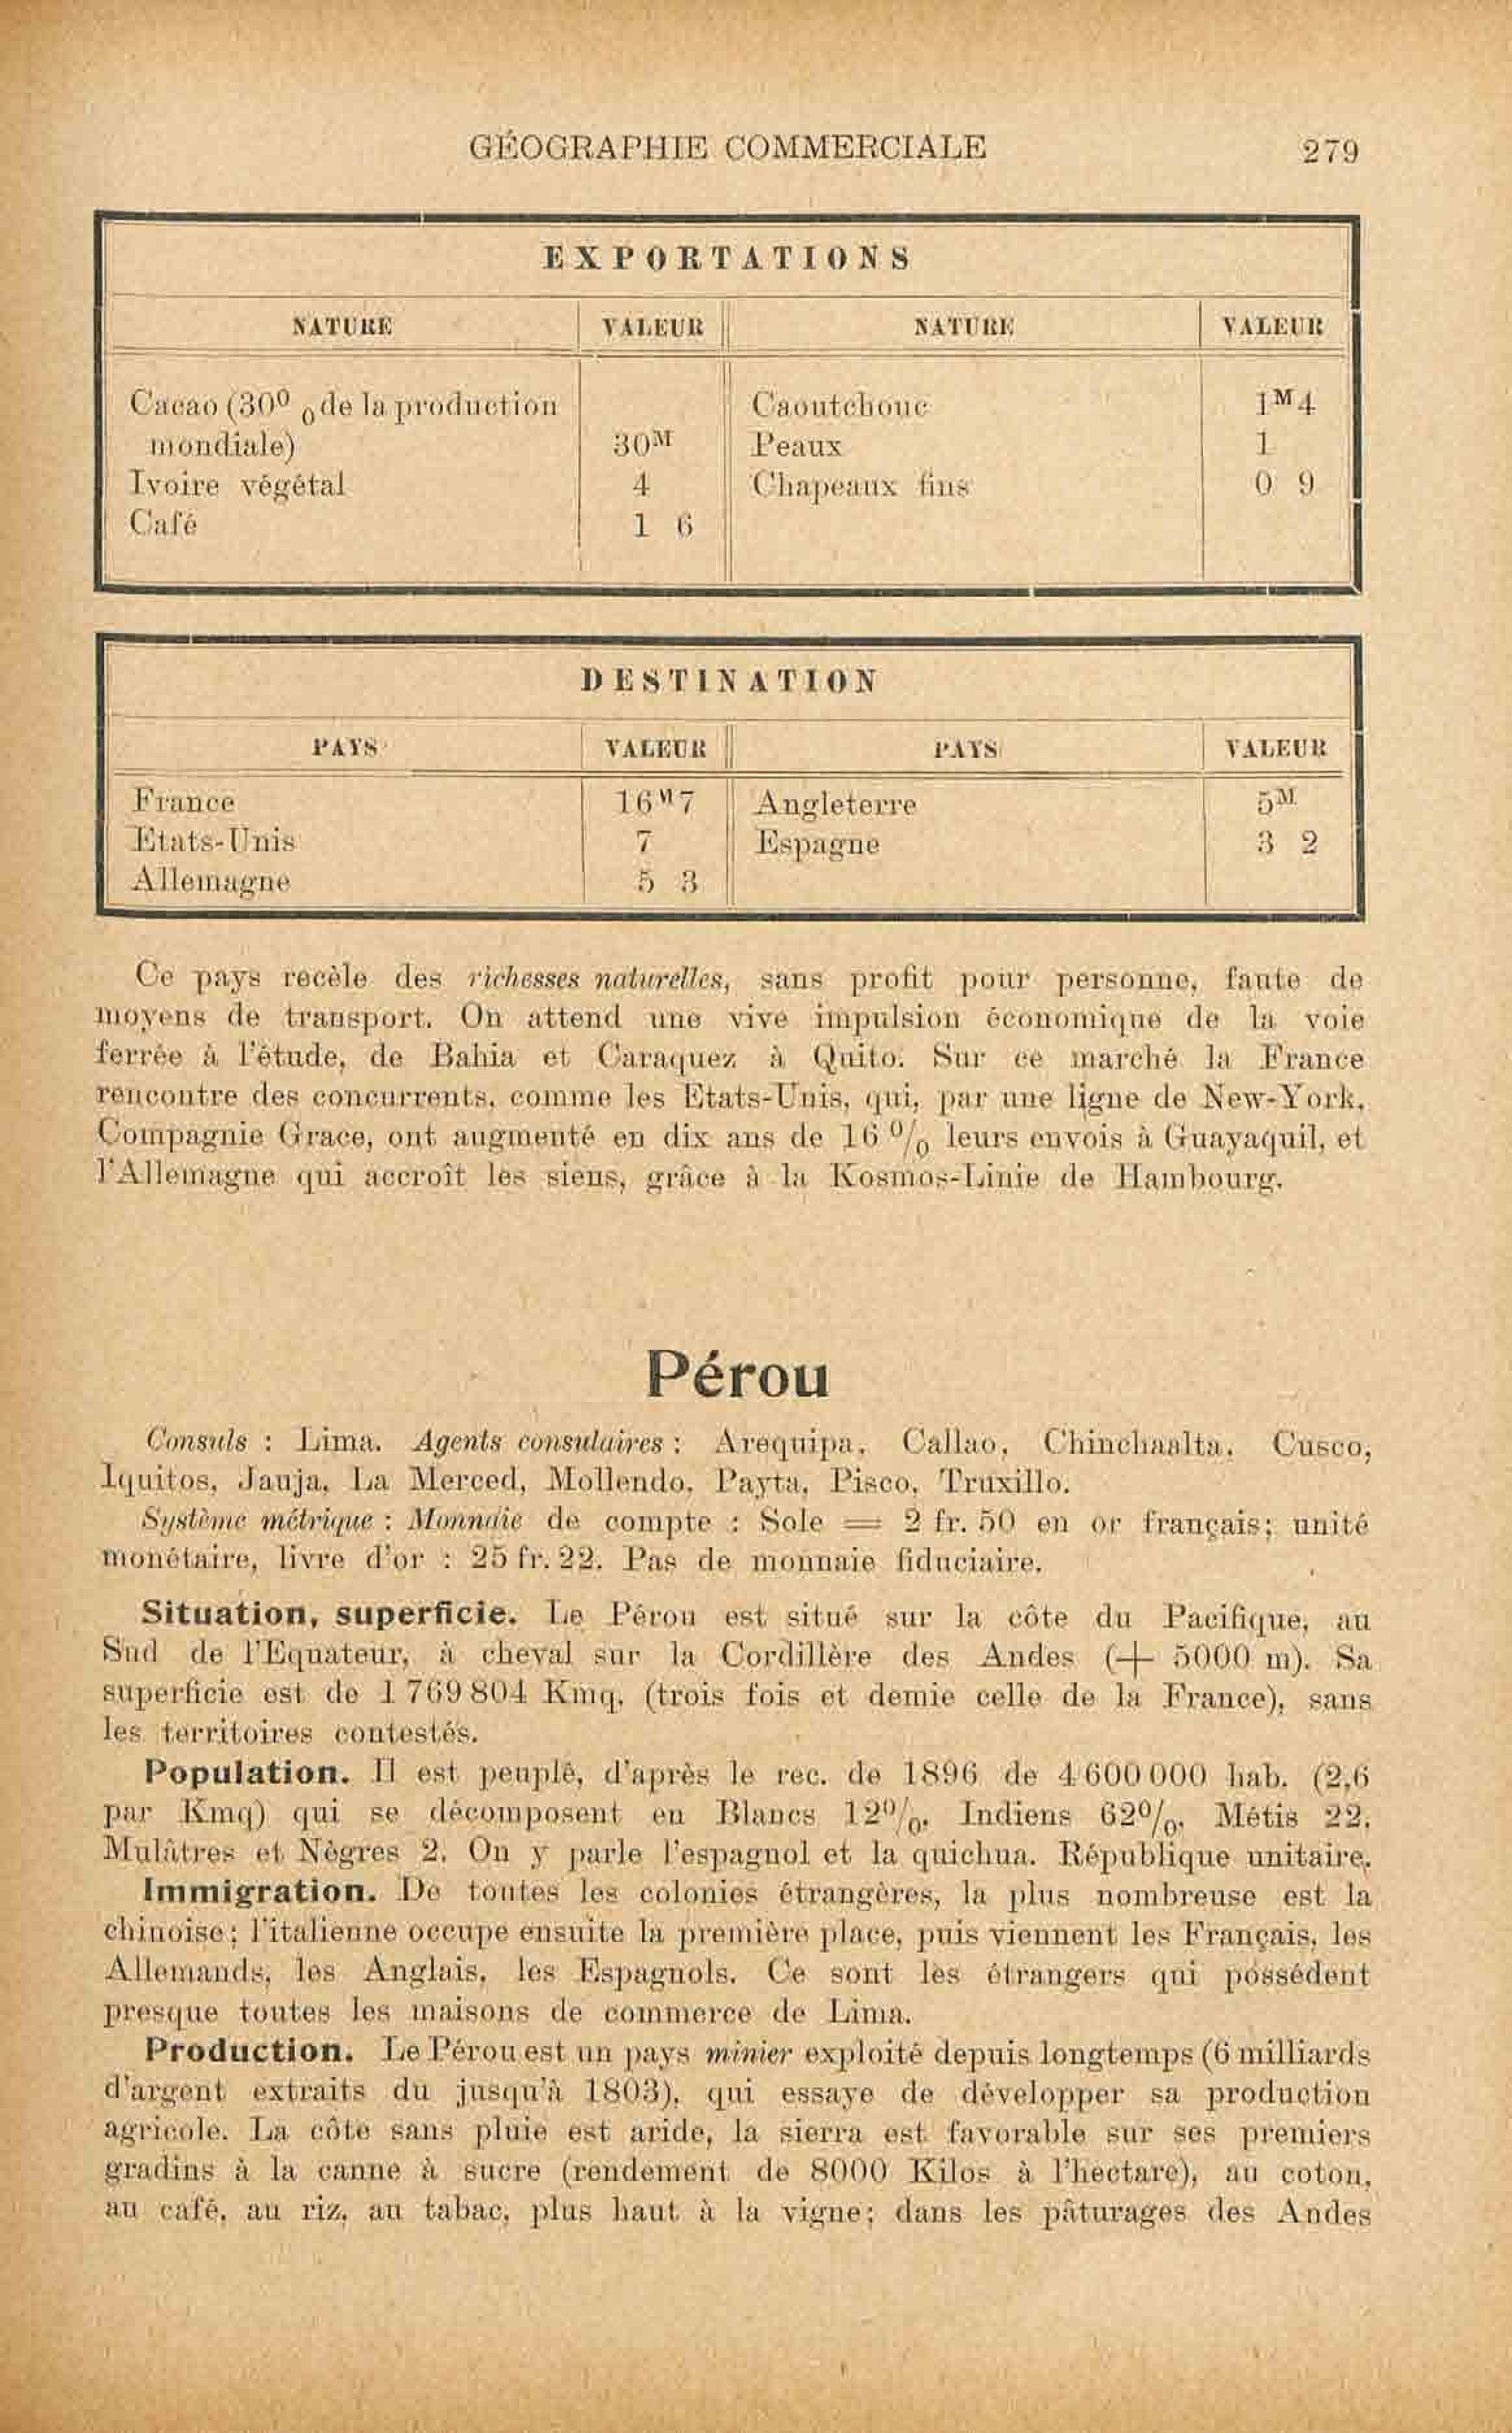 GÉOGRAPHIE COMMERCIALE 279
EXPORTATIONS
NATURE VALEUR NATURE VALEUR
Cacao (30⁰ ₀ de la production Caoutchouc 1ᴹ4
mondiale) 30ᴹ Peaux 1
Ivoire végétal 4 Chapeaux fins 0 9
Café 1 6
DESTINATION
PAYS VALEUR PAYS VALEUR
France 16ᴹ7 Angleterre 5ᴹ
Etats-Unis 7 Espagne 3 2
Allemagne 5 3
Ce pays recèle des richesses naturelles, sans profit pour personne, faute de
moyens de transport. On attend une vive impulsion économique de la voie
ferrée à l'étude, de Bahia et Caraquez à Quito. Sur ce marché la France
rencontre des concurrents, comme les Etats-Unis, qui, par une ligne de New-York,
Compagnie Grace, ont augmenté en dix ans de 16 ⁰/₀ leurs envois à Guayaquil, et
l'Allemagne qui accroît les siens, grâce à la Kosmos-Linie de Hambourg.
Pérou
Consuls : Lima. Agents consulaires : Arequipa, Callao, Chinchaalta, Cusco,
Iquitos, Jauja, La Merced, Mollendo, Payta, Pisco, Truxillo.
Système métrique : Monnaie de compte : Sole = 2 fr. 50 en or français; unité
monétaire, livre d'or : 25 fr. 22. Pas de monnaie fiduciaire.
Situation, superficie. Le Pérou est situé sur la côte du Pacifique, au
Sud de l'Equateur, à cheval sur la Cordillère des Andes (+ 5000 m). Sa
superficie est de 1 769 804 Kmq, (trois fois et demie celle de la France), sans
les territoires contestés.
Population. Il est peuplé, d'après le rec. de 1896 de 4 600 000 hab. (2,6
par Kmq) qui se décomposent en Blancs 12⁰/₀, Indiens 62⁰/₀, Métis 22,
Mulâtres et Nègres 2. On y parle l'espagnol et la quichua. République unitaire.
Immigration. De toutes les colonies étrangères, la plus nombreuse est la
chinoise; l'italienne occupe ensuite la première place, puis viennent les Français, les
Allemands, les Anglais, les Espagnols. Ce sont les étrangers qui possédent
presque toutes les maisons de commerce de Lima.
Production. Le Pérou est un pays minier exploité depuis longtemps (6 milliards
d'argent extraits du jusqu'à 1803), qui essaye de développer sa production
agricole. La côte sans pluie est aride, la sierra est favorable sur ses premiers
gradins à la canne à sucre (rendement de 8000 Kilos à l'hectare), au coton,
au café, au riz, au tabac, plus haut à la vigne; dans les pâturages des Andes